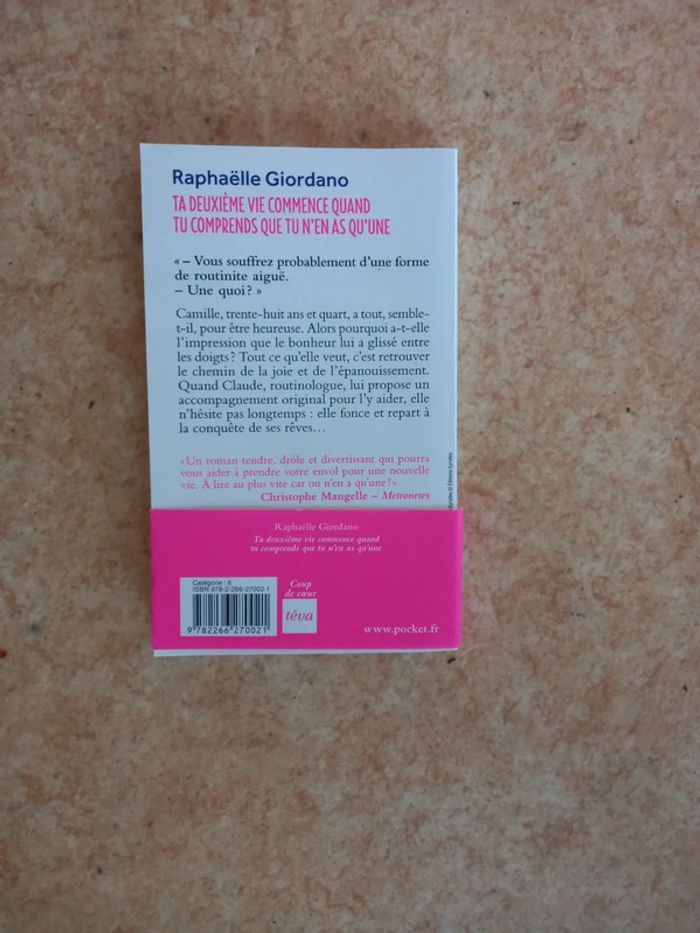 Raphaëlle Giordano
TA DEUXIÈME VIE COMMENCE QUAND
TU COMPRENDS QUE TU N'EN AS QU'UNE
« – Vous souffrez probablement d'une forme
de routinite aiguë.
– Une quoi ? »
Camille, trente-huit ans et quart, a tout, semble-
t-il, pour être heureuse. Alors pourquoi a-t-elle
l'impression que le bonheur lui a glissé entre
les doigts ? Tout ce qu'elle veut, c'est retrouver
le chemin de la joie et de l'épanouissement.
Quand Claude, routinologue, lui propose un
accompagnement original pour l'y aider, elle
n'hésite pas longtemps : elle fonce et repart à
la conquête de ses rêves…
« Un roman tendre, drôle et divertissant qui pourra
vous aider à prendre votre envol pour une nouvelle
vie. À lire au plus vite car on n'en a qu'une ! »
Christophe Mangelle – Metronews
Raphaëlle Giordano
Ta deuxième vie commence quand
tu comprends que tu n'en as qu'une
Catégorie : 6
ISBN 978-2-266-27002-1
9 782266 270021
Coup
de cœur
téva
www.pocket.fr